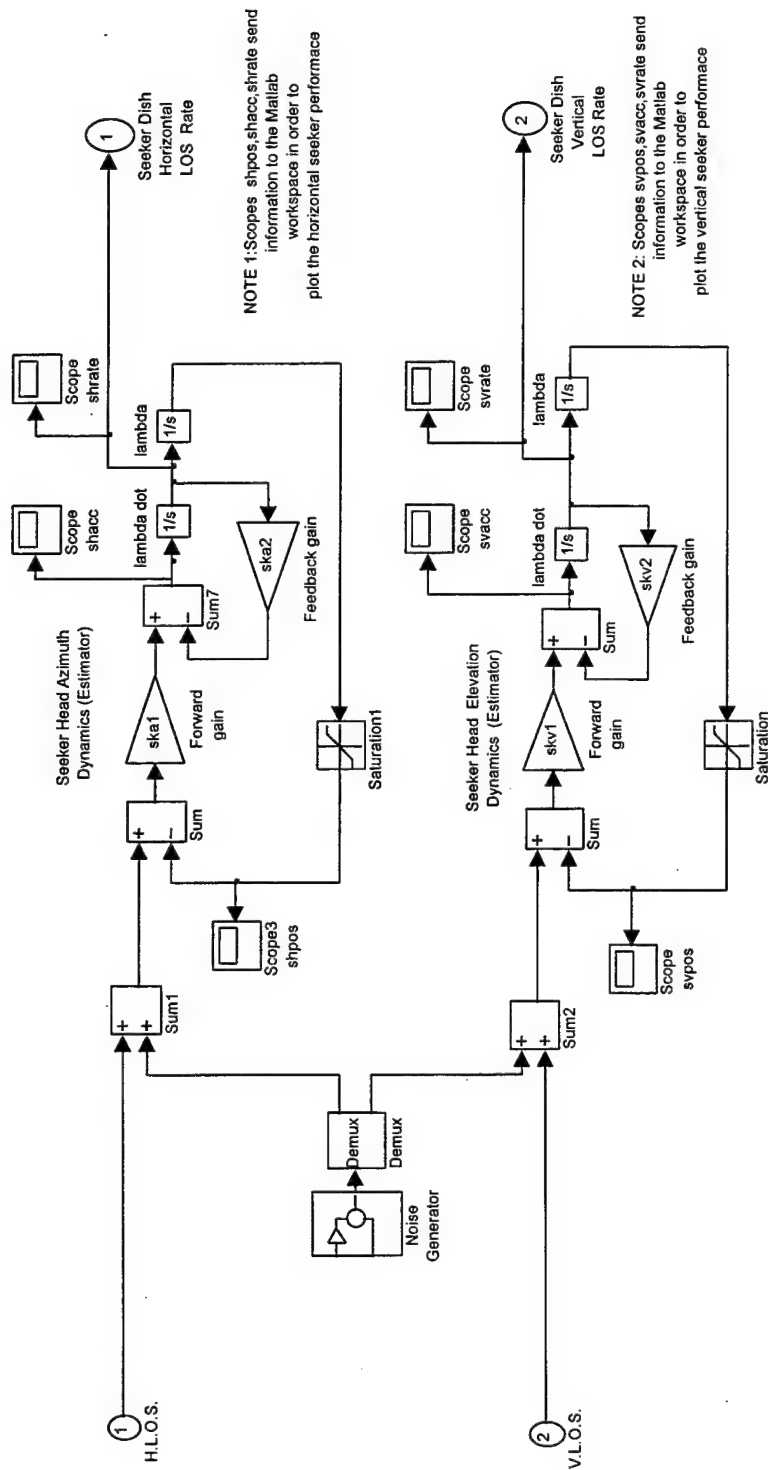 1
H.L.O.S.
+
+
Sum1
Scope3
shpos
+
−
Sum
Seeker Head Azimuth
Dynamics (Estimator)
ska1
Forward
gain
+
−
Sum7
Scope
shacc
1/s
lambda dot
ska2
Feedback gain
Scope
shrate
1/s
lambda
Saturation1
1
Seeker Dish
Horizontal
LOS Rate
NOTE 1:Scopes shpos,shacc,shrate send
information to the Matlab
workspace in order to
plot the horizontal seeker performace
Noise
Generator
Demux
Demux
2
V.L.O.S.
+
+
Sum2
Scope
svpos
+
−
Sum
Seeker Head Elevation
Dynamics (Estimator)
skv1
Forward
gain
+
−
Sum
Scope
svacc
1/s
lambda dot
skv2
Feedback gain
Scope
svrate
1/s
lambda
Saturation
2
Seeker Dish
Vertical
LOS Rate
NOTE 2: Scopes svpos,svacc,svrate send
information to the Matlab
workspace in order to
plot the vertical seeker performace